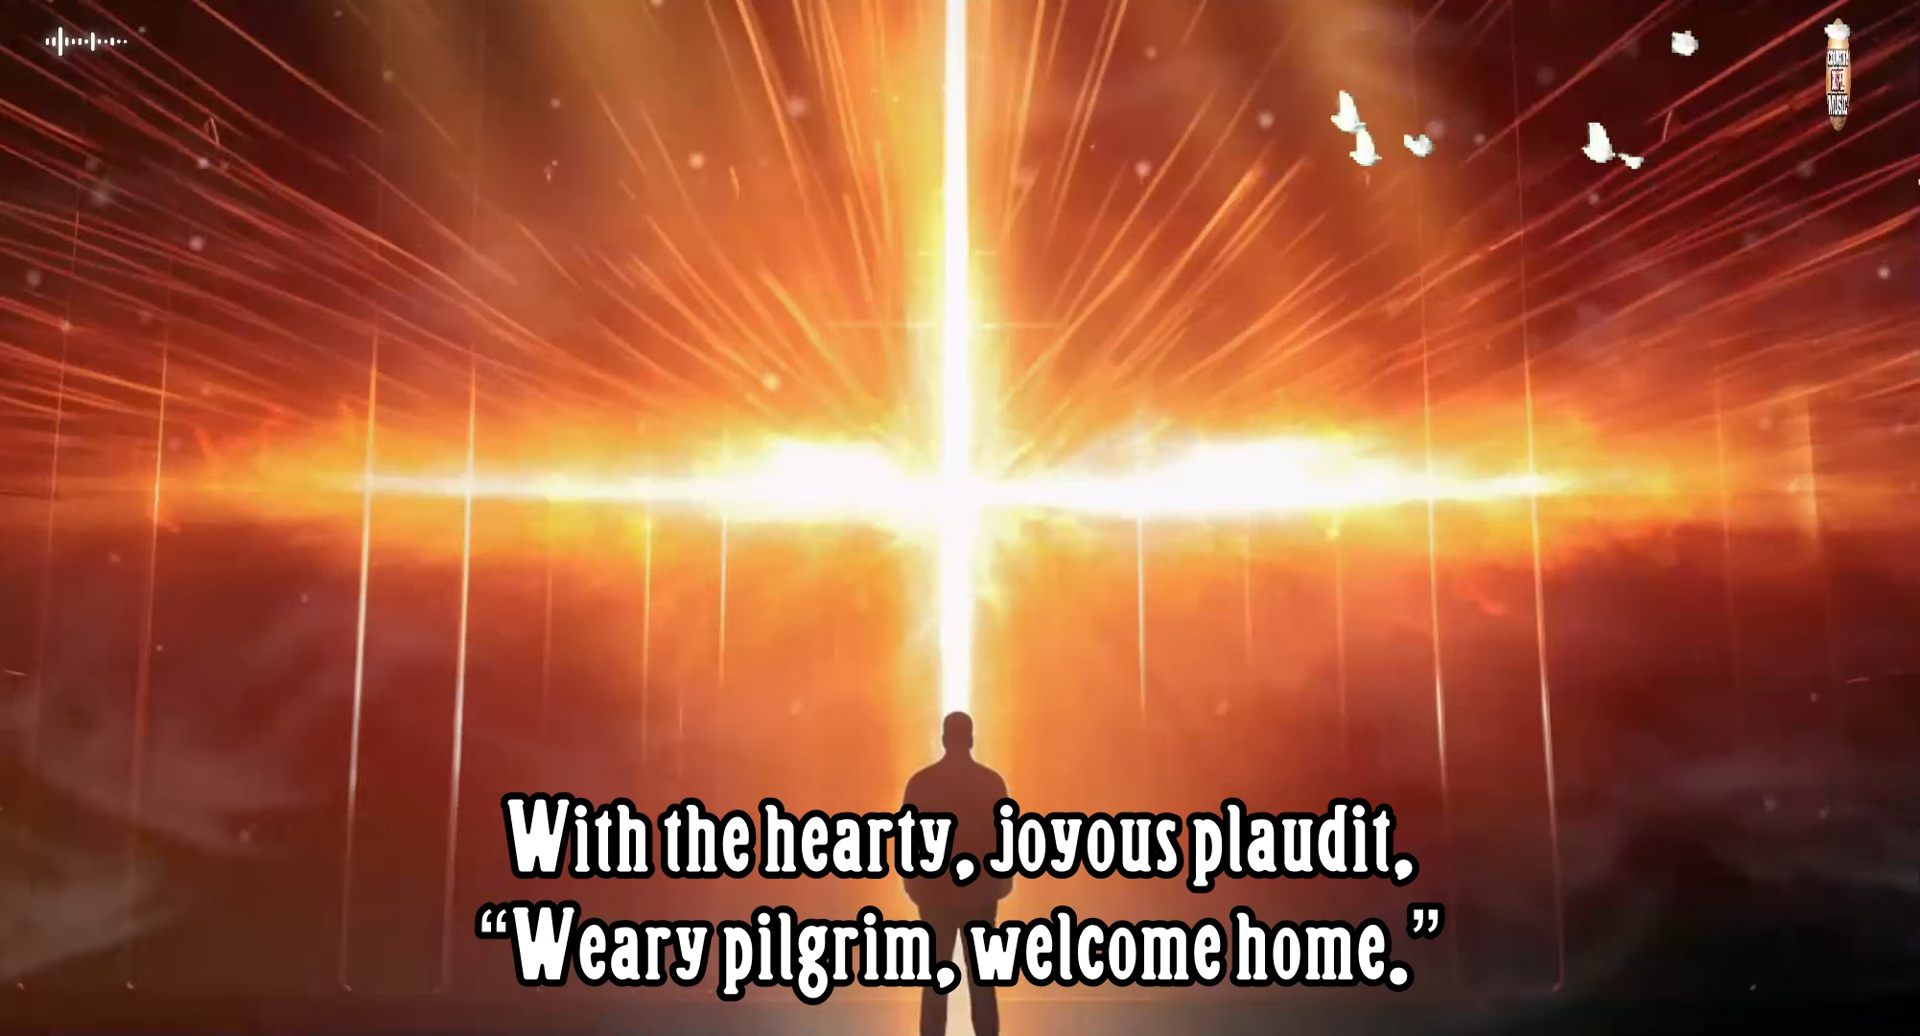 With the hearty, joyous plaudit,
“Weary pilgrim, welcome home.”